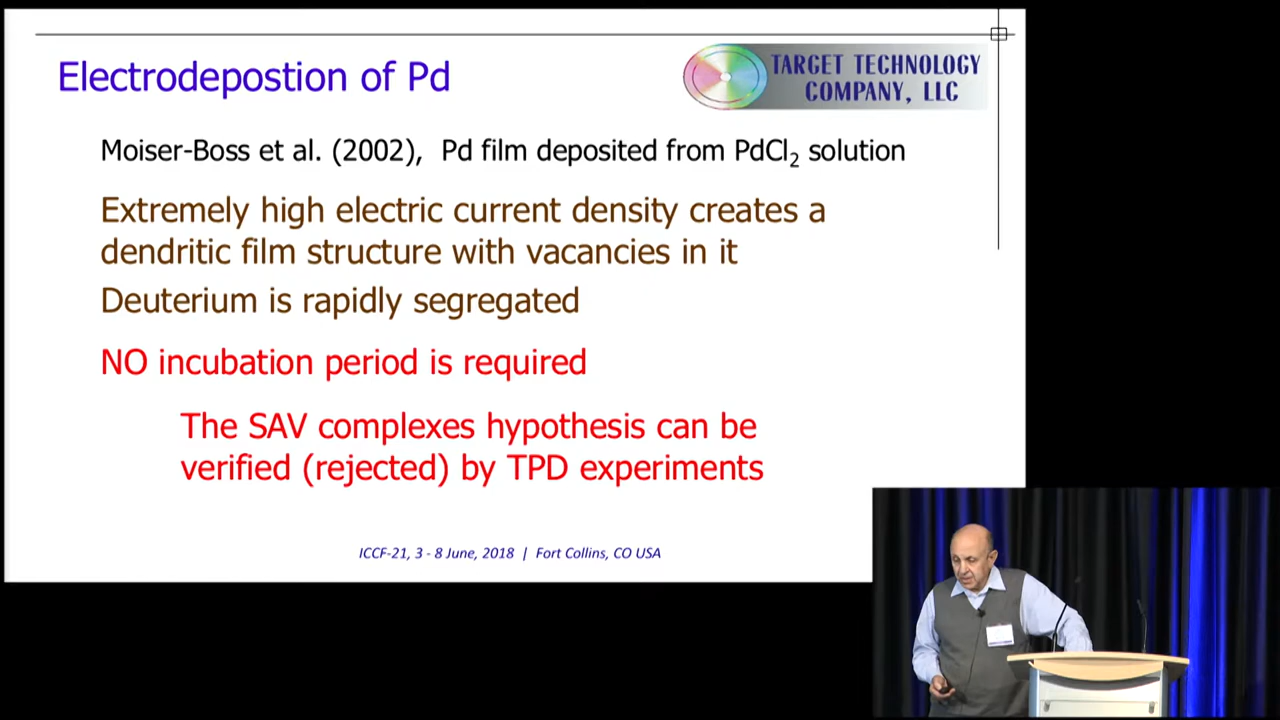 Electrodepostion of Pd
TARGET TECHNOLOGY
COMPANY, LLC
Moiser-Boss et al. (2002), Pd film deposited from PdCl₂ solution
Extremely high electric current density creates a
dendritic film structure with vacancies in it
Deuterium is rapidly segregated
NO incubation period is required
The SAV complexes hypothesis can be
verified (rejected) by TPD experiments
ICCF-21, 3 - 8 June, 2018 | Fort Collins, CO USA